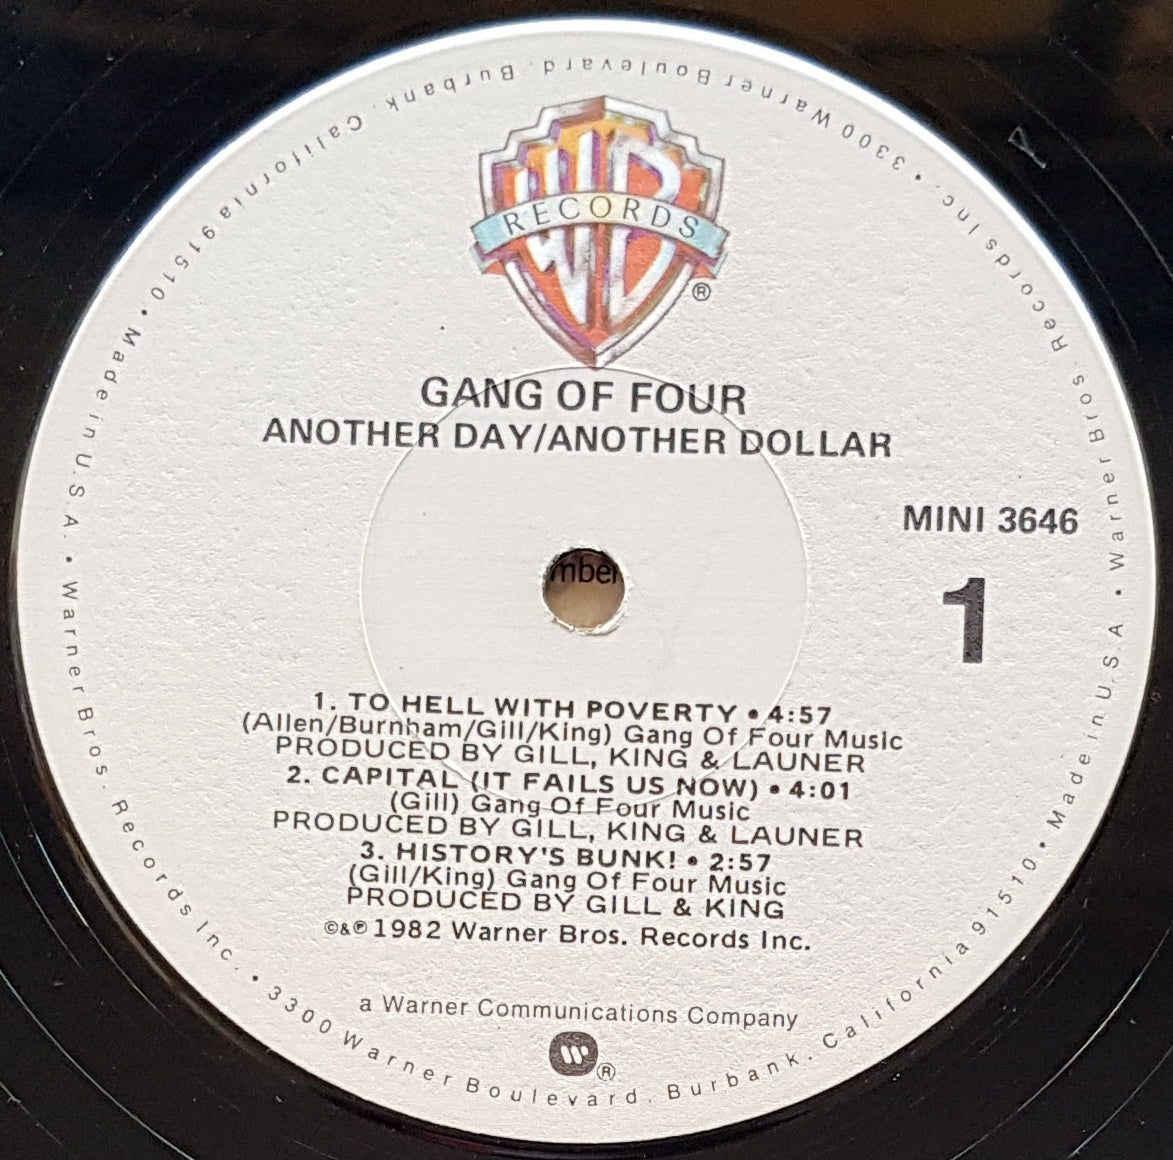 WB
RECORDS
®
GANG OF FOUR
ANOTHER DAY/ANOTHER DOLLAR
MINI 3646
1
mber
1. TO HELL WITH POVERTY • 4:57
(Allen/Burnham/Gill/King) Gang Of Four Music
PRODUCED BY GILL, KING & LAUNER
2. CAPITAL (IT FAILS US NOW) • 4:01
(Gill) Gang Of Four Music
PRODUCED BY GILL, KING & LAUNER
3. HISTORY'S BUNK! • 2:57
(Gill/King) Gang Of Four Music
PRODUCED BY GILL & KING
©&℗ 1982 Warner Bros. Records Inc.
a Warner Communications Company
W®
Warner Bros. Records Inc. • 3300 Warner Boulevard. Burbank. California 91510 • Made in U.S.A. • Warner Bros. Records Inc. • 3300 Warner Boulevard. Burbank. California 91510 • Made in U.S.A. •